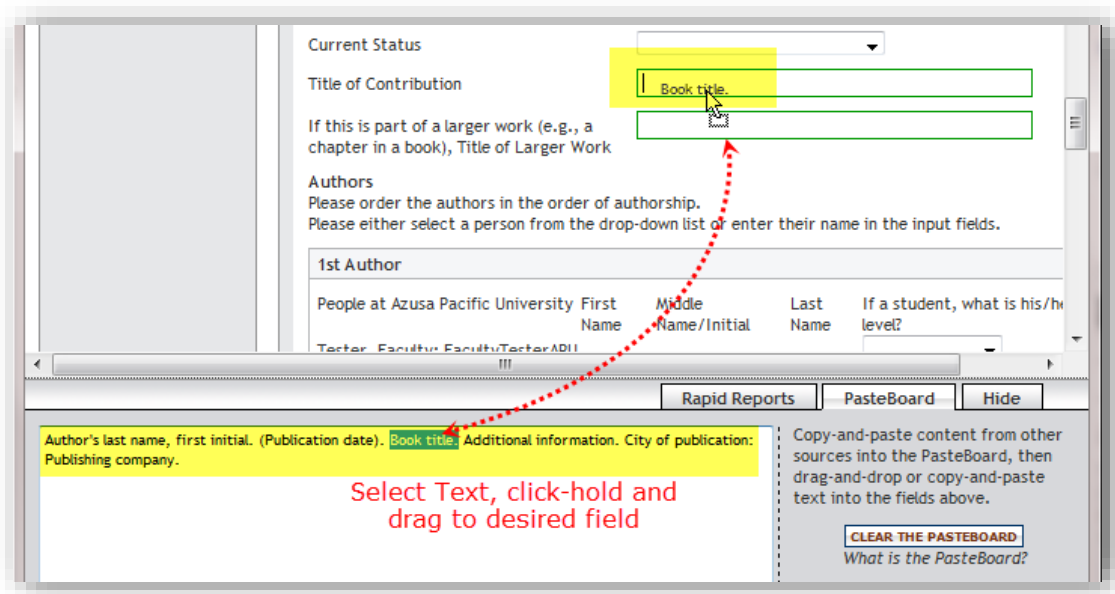 Current Status
Title of Contribution
Book title.
If this is part of a larger work (e.g., a
chapter in a book), Title of Larger Work
Authors
Please order the authors in the order of authorship.
Please either select a person from the drop-down list or enter their name in the input fields.
1st Author
People at Azusa Pacific University First Middle Last If a student, what is his/he
Name Name/Initial Name level?
Tester, Faculty: FacultyTesterAPU
Rapid Reports PasteBoard Hide
Author's last name, first initial. (Publication date). Book title. Additional information. City of publication:
Publishing company.
Select Text, click-hold and
drag to desired field
Copy-and-paste content from other
sources into the PasteBoard, then
drag-and-drop or copy-and-paste
text into the fields above.
CLEAR THE PASTEBOARD
What is the PasteBoard?